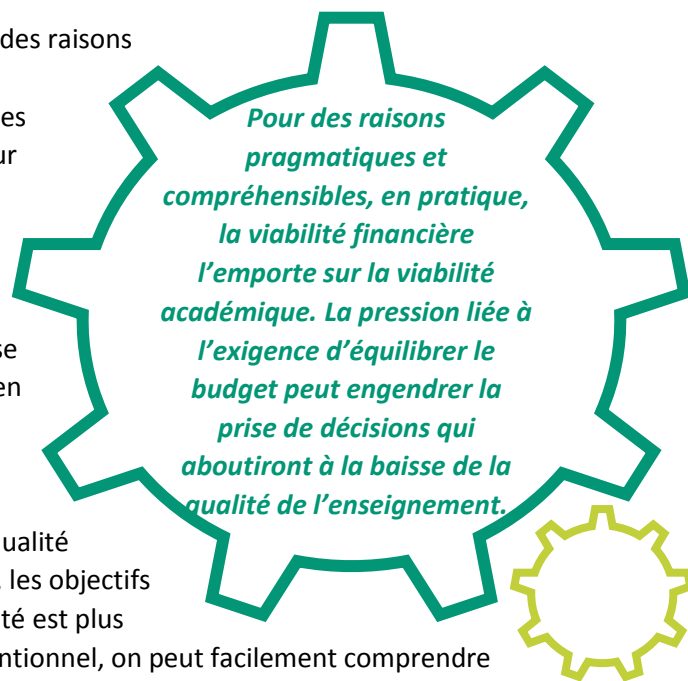 des raisons
es
ur
se
en
ualité
les objectifs
té est plus
entionnel, on peut facilement comprendre
Pour des raisons
pragmatiques et
compréhensibles, en pratique,
la viabilité financière
l’emporte sur la viabilité
académique. La pression liée à
l’exigence d’équilibrer le
budget peut engendrer la
prise de décisions qui
aboutiront à la baisse de la
qualité de l’enseignement.